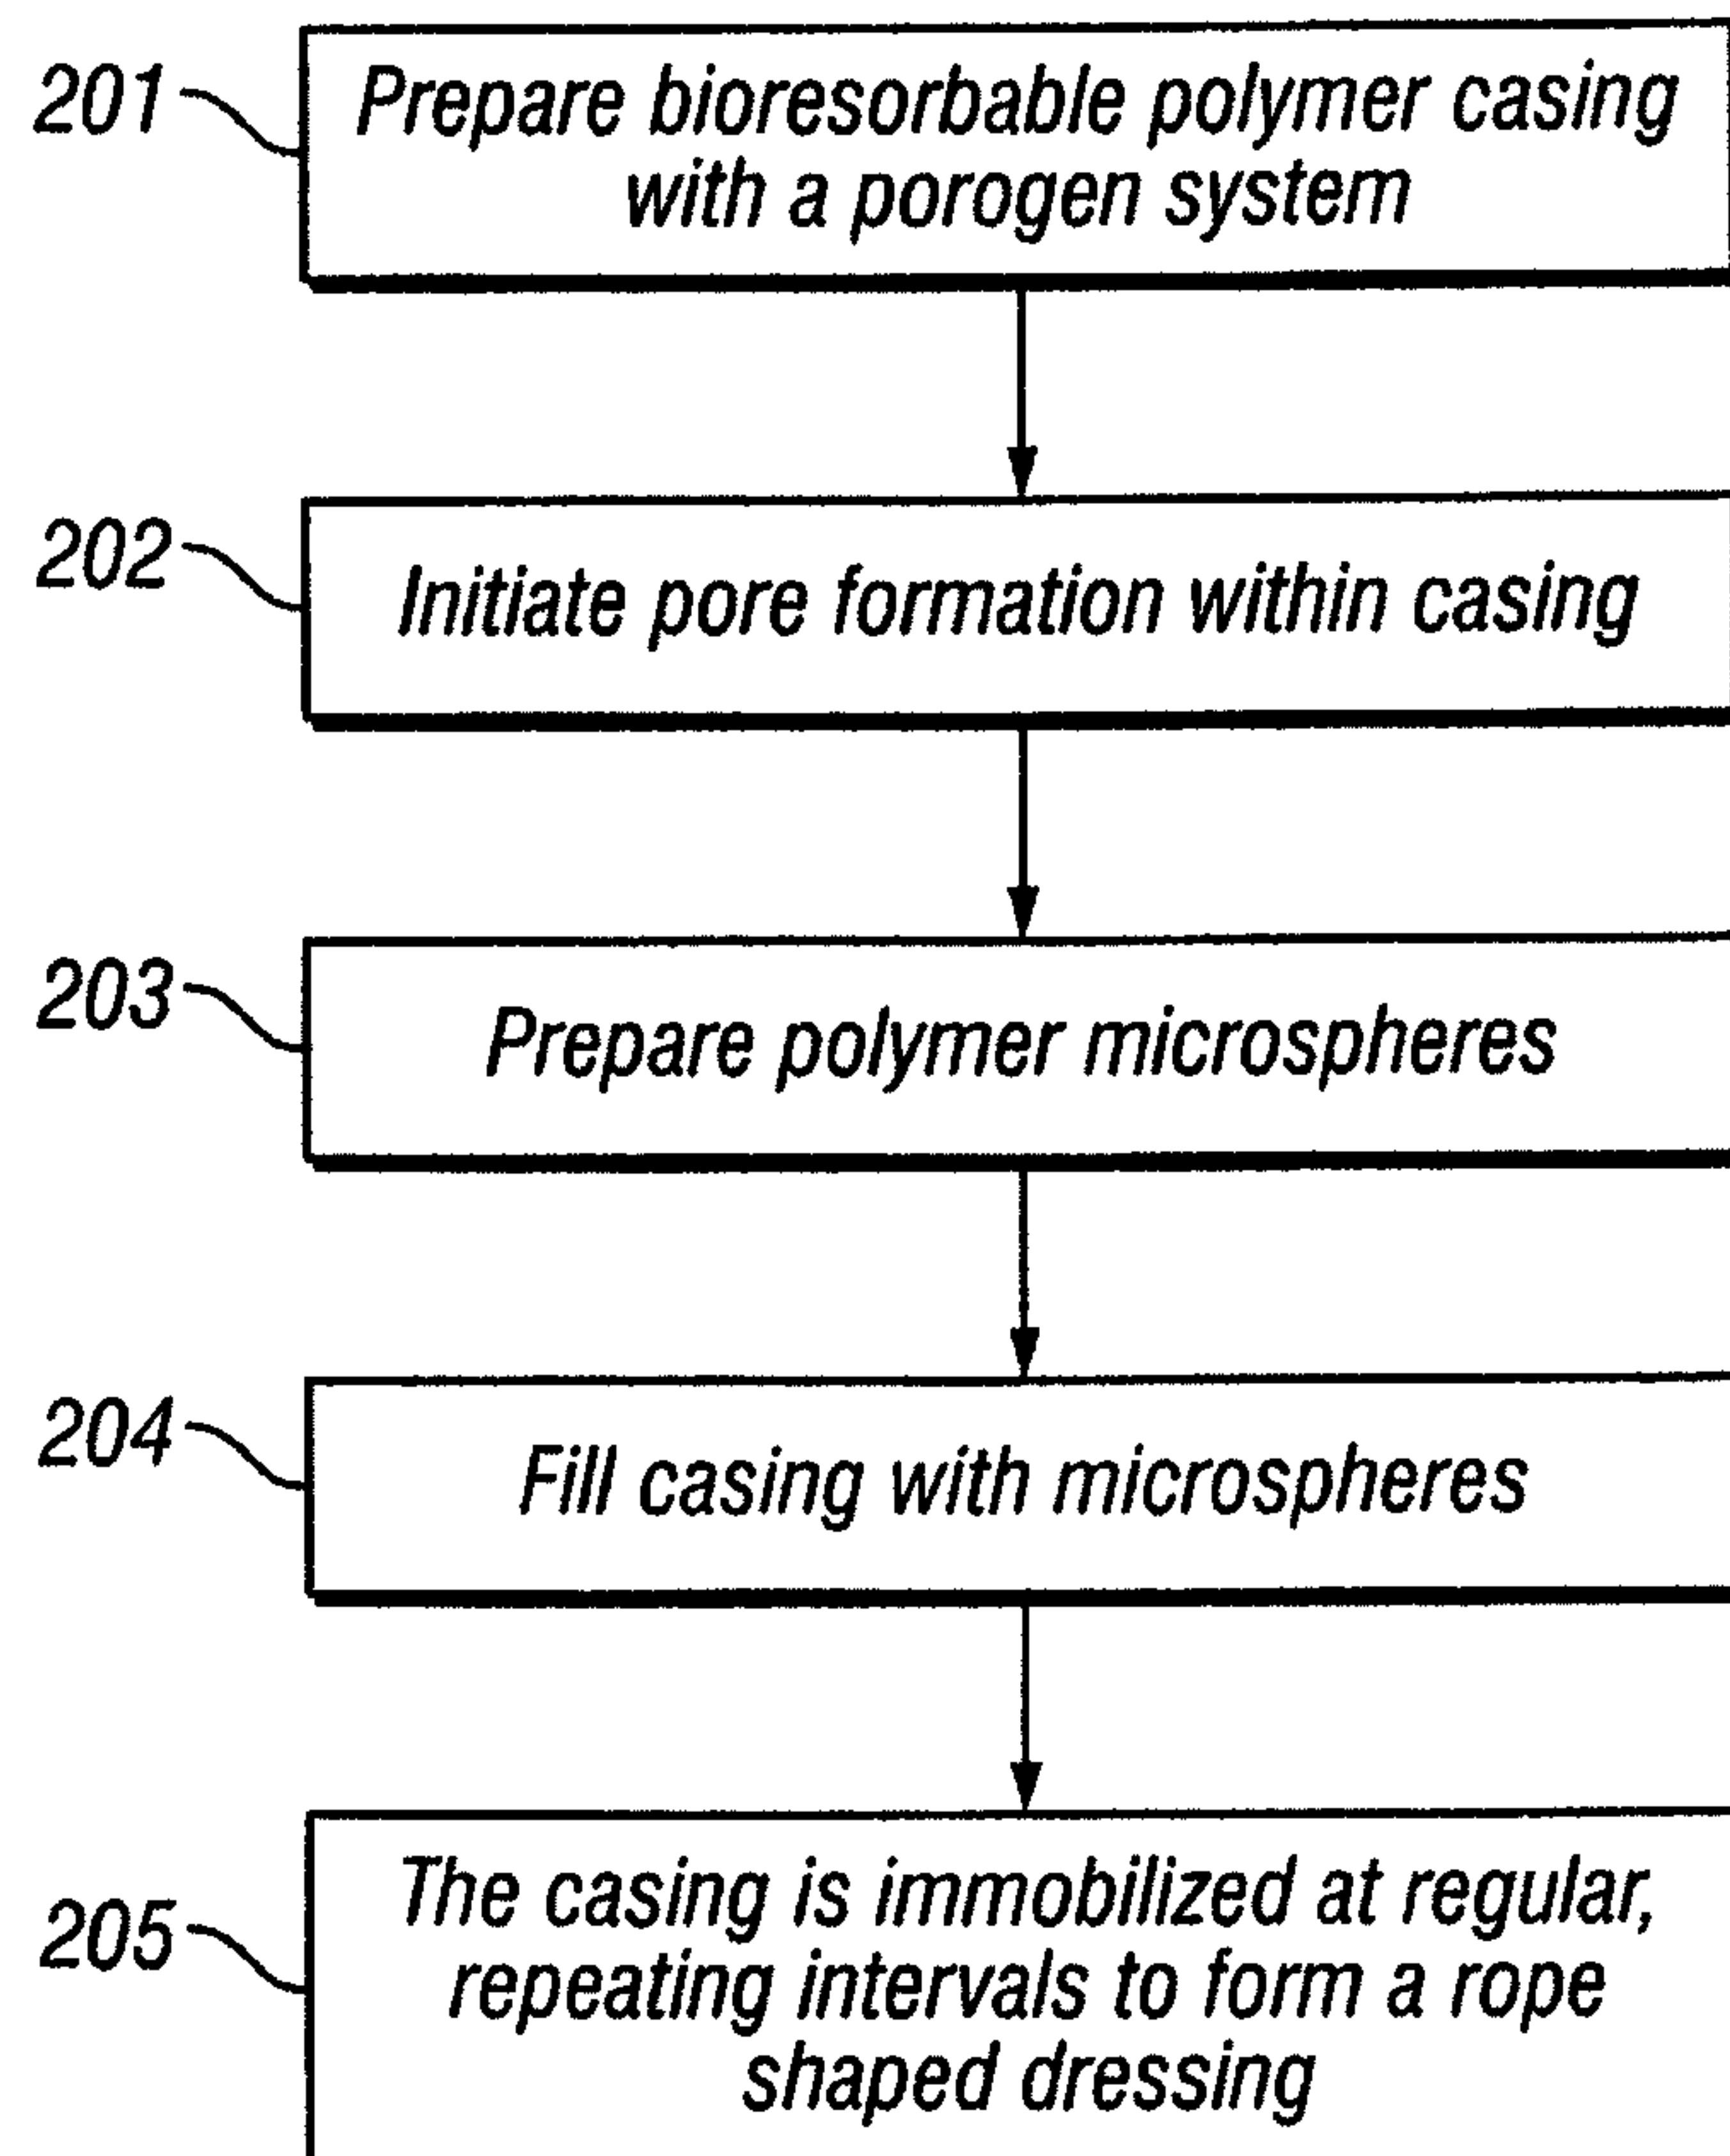 201
Prepare bioresorbable polymer casing
with a porogen system
202
Initiate pore formation within casing
203
Prepare polymer microspheres
204
Fill casing with microspheres
205
The casing is immobilized at regular,
repeating intervals to form a rope
shaped dressing